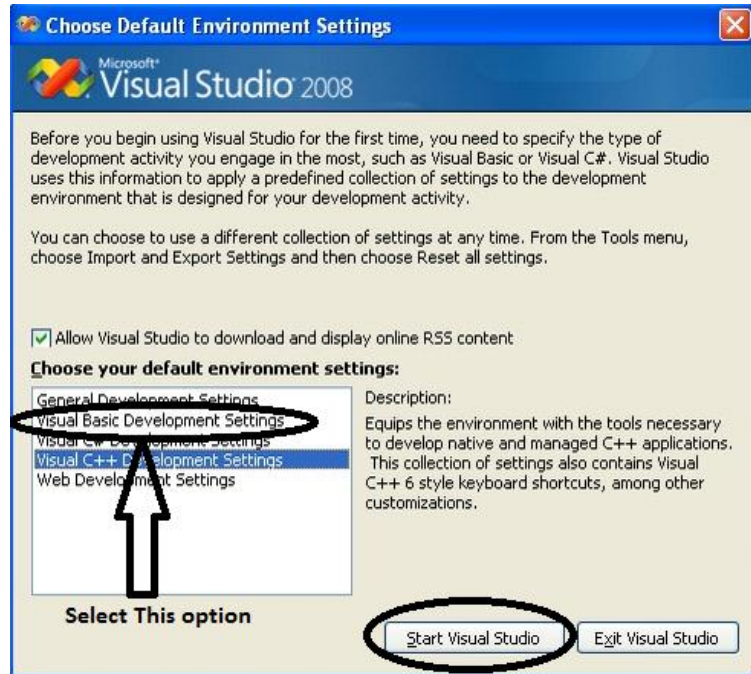 Choose Default Environment Settings
Microsoft
Visual Studio 2008
Before you begin using Visual Studio for the first time, you need to specify the type of
development activity you engage in the most, such as Visual Basic or Visual C#. Visual Studio
uses this information to apply a predefined collection of settings to the development
environment that is designed for your development activity.
You can choose to use a different collection of settings at any time. From the Tools menu,
choose Import and Export Settings and then choose Reset all settings.
Allow Visual Studio to download and display online RSS content
Choose your default environment settings:
General Development Settings
Visual Basic Development Settings
Visual C# Development Settings
Visual C++ Development Settings
Web Development Settings
Description:
Equips the environment with the tools necessary
to develop native and managed C++ applications.
This collection of settings also contains Visual
C++ 6 style keyboard shortcuts, among other
customizations.
Select This option
Start Visual Studio
Exit Visual Studio